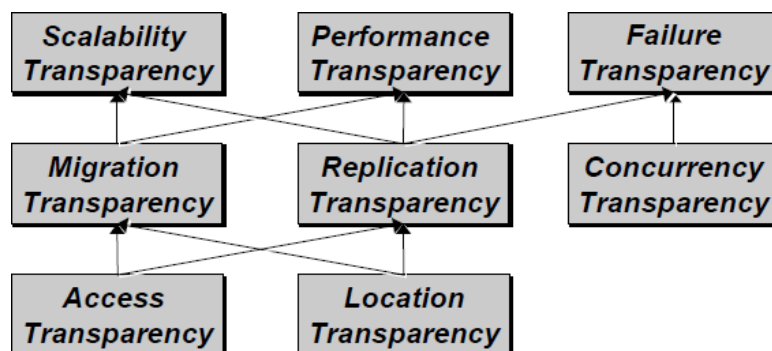 Scalability
Transparency
Performance
Transparency
Failure
Transparency
Migration
Transparency
Replication
Transparency
Concurrency
Transparency
Access
Transparency
Location
Transparency